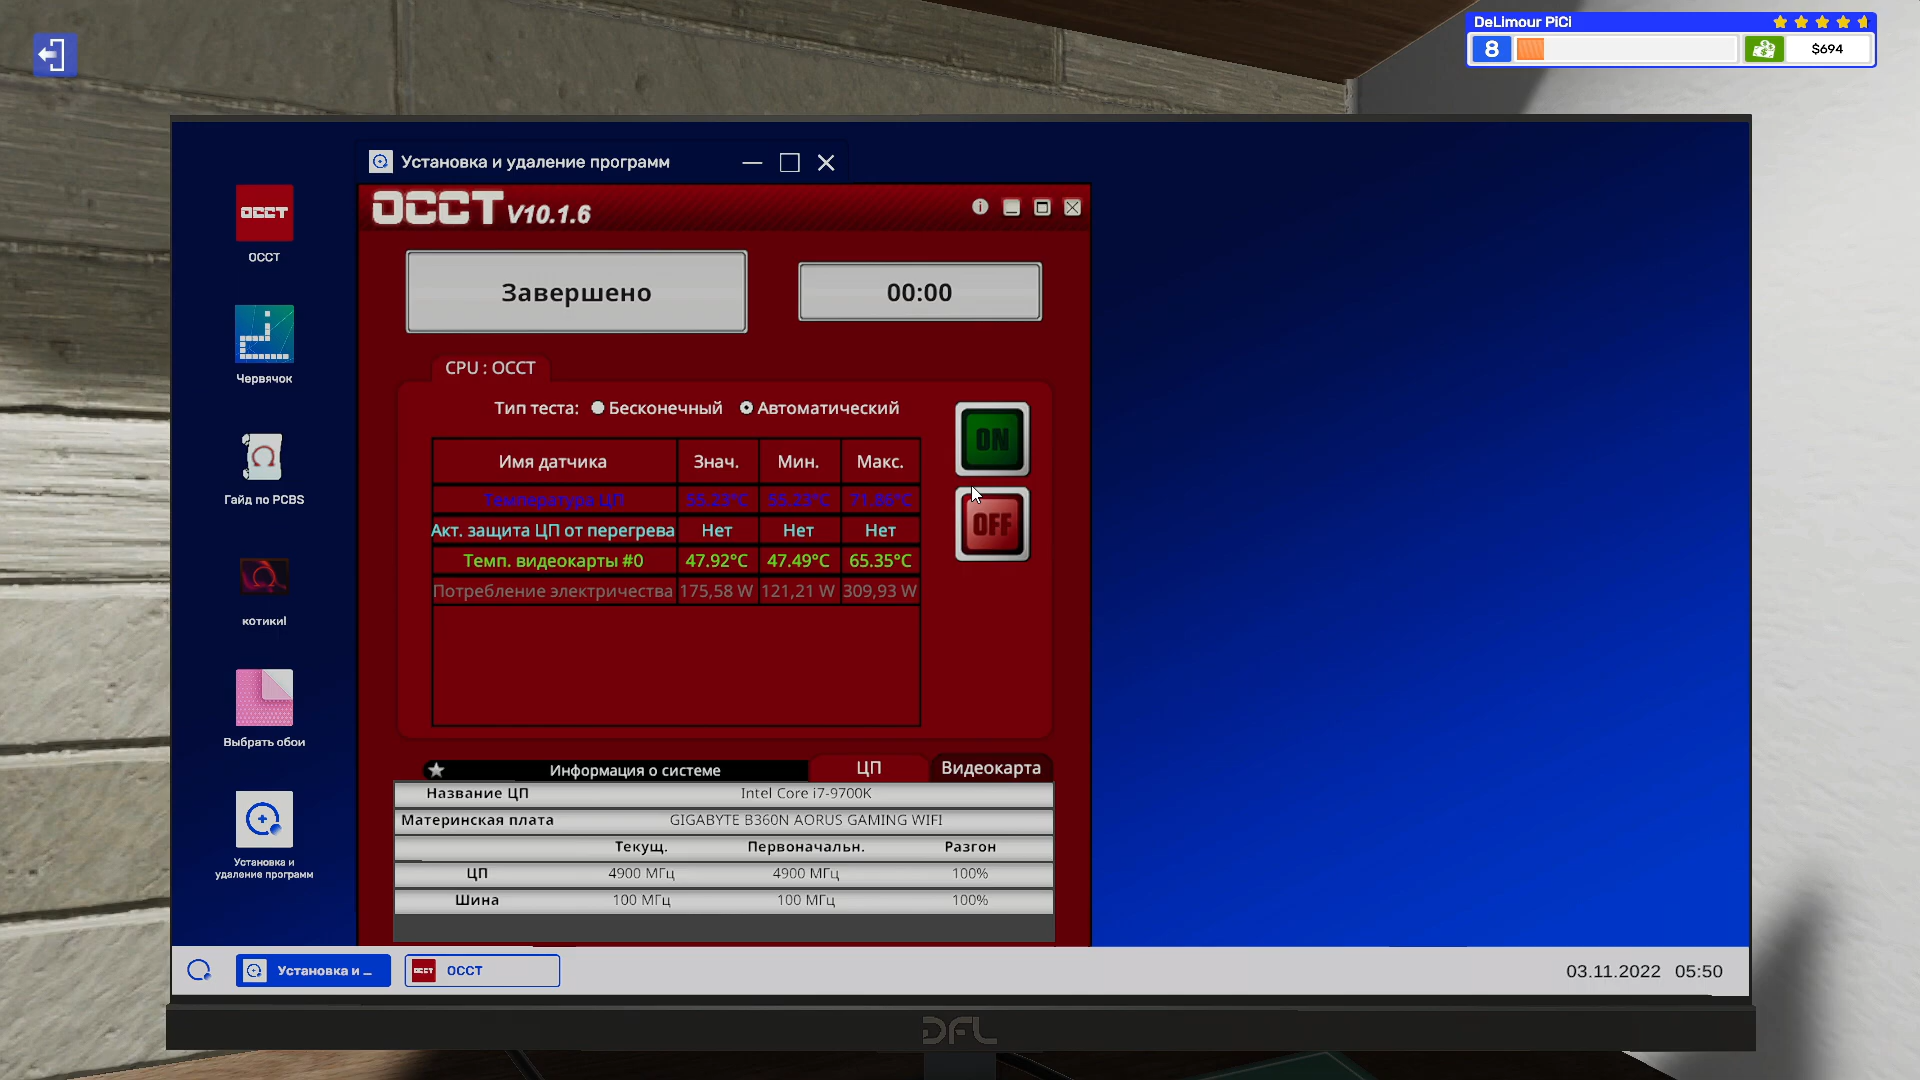 DeLimour PiCi
8
$694
Установка и удаление программ
OCCT V10.1.6
OCCT
OCCT
Завершено
00:00
CPU : OCCT
Тип теста: Бесконечный Автоматический
ON
Червячок
Имя датчика Знач. Мин. Макс.
Температура ЦП 55.23°C 55.23°C 71.86°C
OFF
Акт. защита ЦП от перегрева Нет Нет Нет
Гайд по PCBS
Темп. видеокарты #0 47.92°C 47.49°C 65.35°C
Потребление электричества 175,58 W 121,21 W 309,93 W
котики!
Выбрать обои
Информация о системе ЦП Видеокарта
Название ЦП Intel Core i7-9700K
Материнская плата GIGABYTE B360N AORUS GAMING WIFI
Текущ. Первоначальн. Разгон
ЦП 4900 МГц 4900 МГц 100%
Шина 100 МГц 100 МГц 100%
Установка и
удаление программ
Установка и ...
OCCT
OCCT
03.11.2022 05:50
DFL